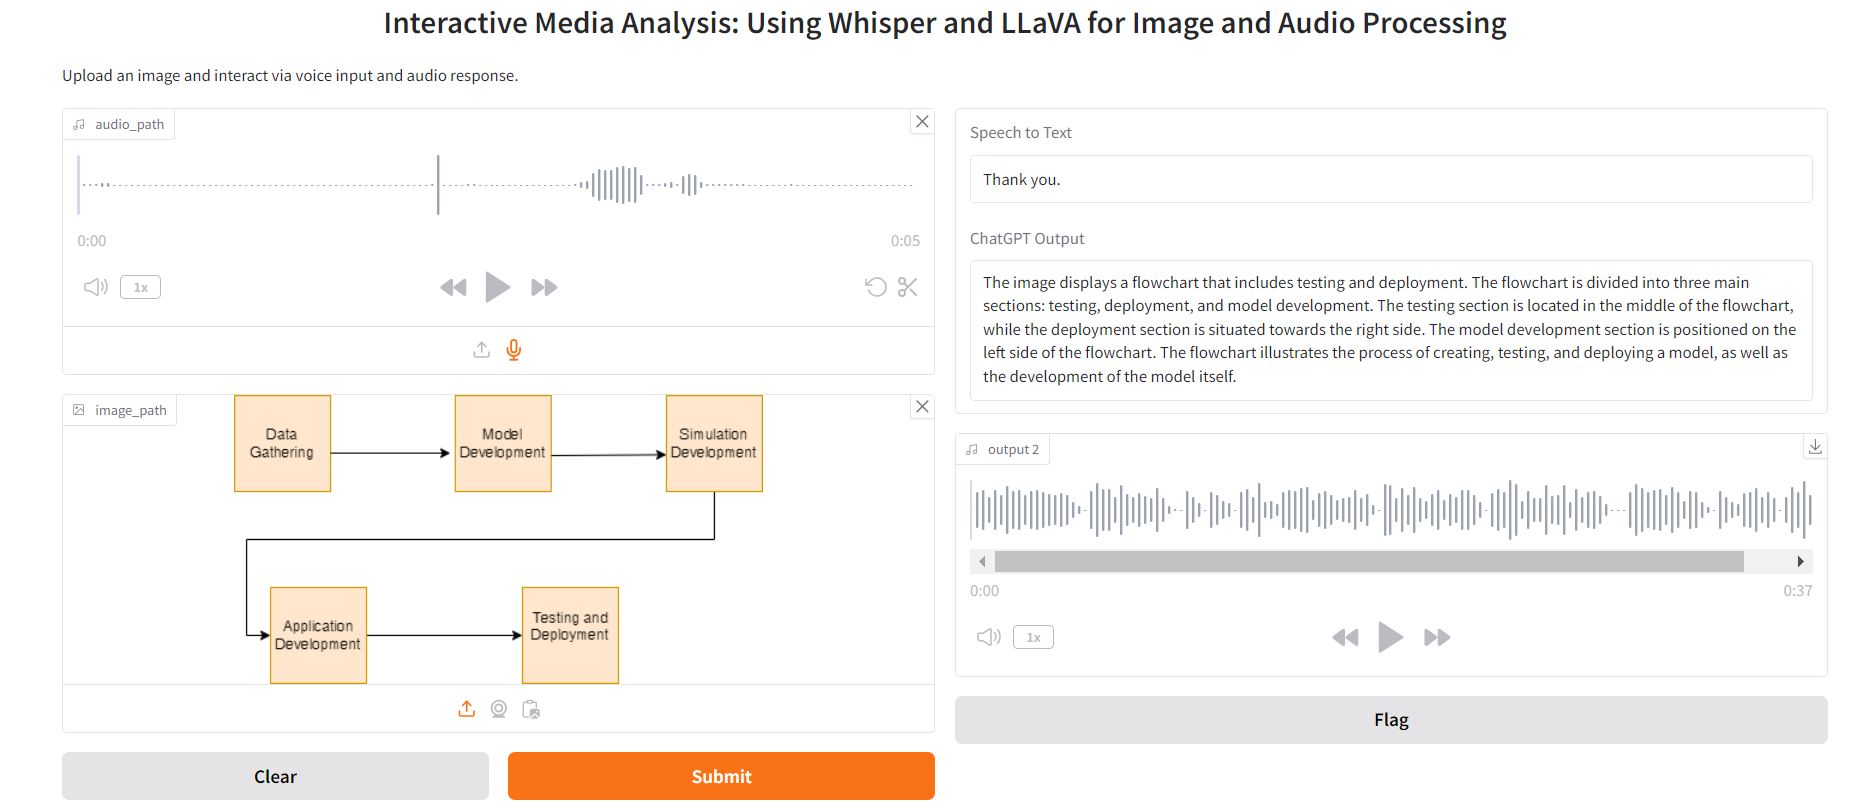 Interactive Media Analysis: Using Whisper and LLaVA for Image and Audio Processing
Upload an image and interact via voice input and audio response.
audio_path
0:00
0:05
1x
image_path
Data
Gathering
Model
Development
Simulation
Development
Application
Development
Testing and
Deployment
Clear
Submit
Speech to Text
Thank you.
ChatGPT Output
The image displays a flowchart that includes testing and deployment. The flowchart is divided into three main
sections: testing, deployment, and model development. The testing section is located in the middle of the flowchart,
while the deployment section is situated towards the right side. The model development section is positioned on the
left side of the flowchart. The flowchart illustrates the process of creating, testing, and deploying a model, as well as
the development of the model itself.
output 2
0:00
0:37
1x
Flag